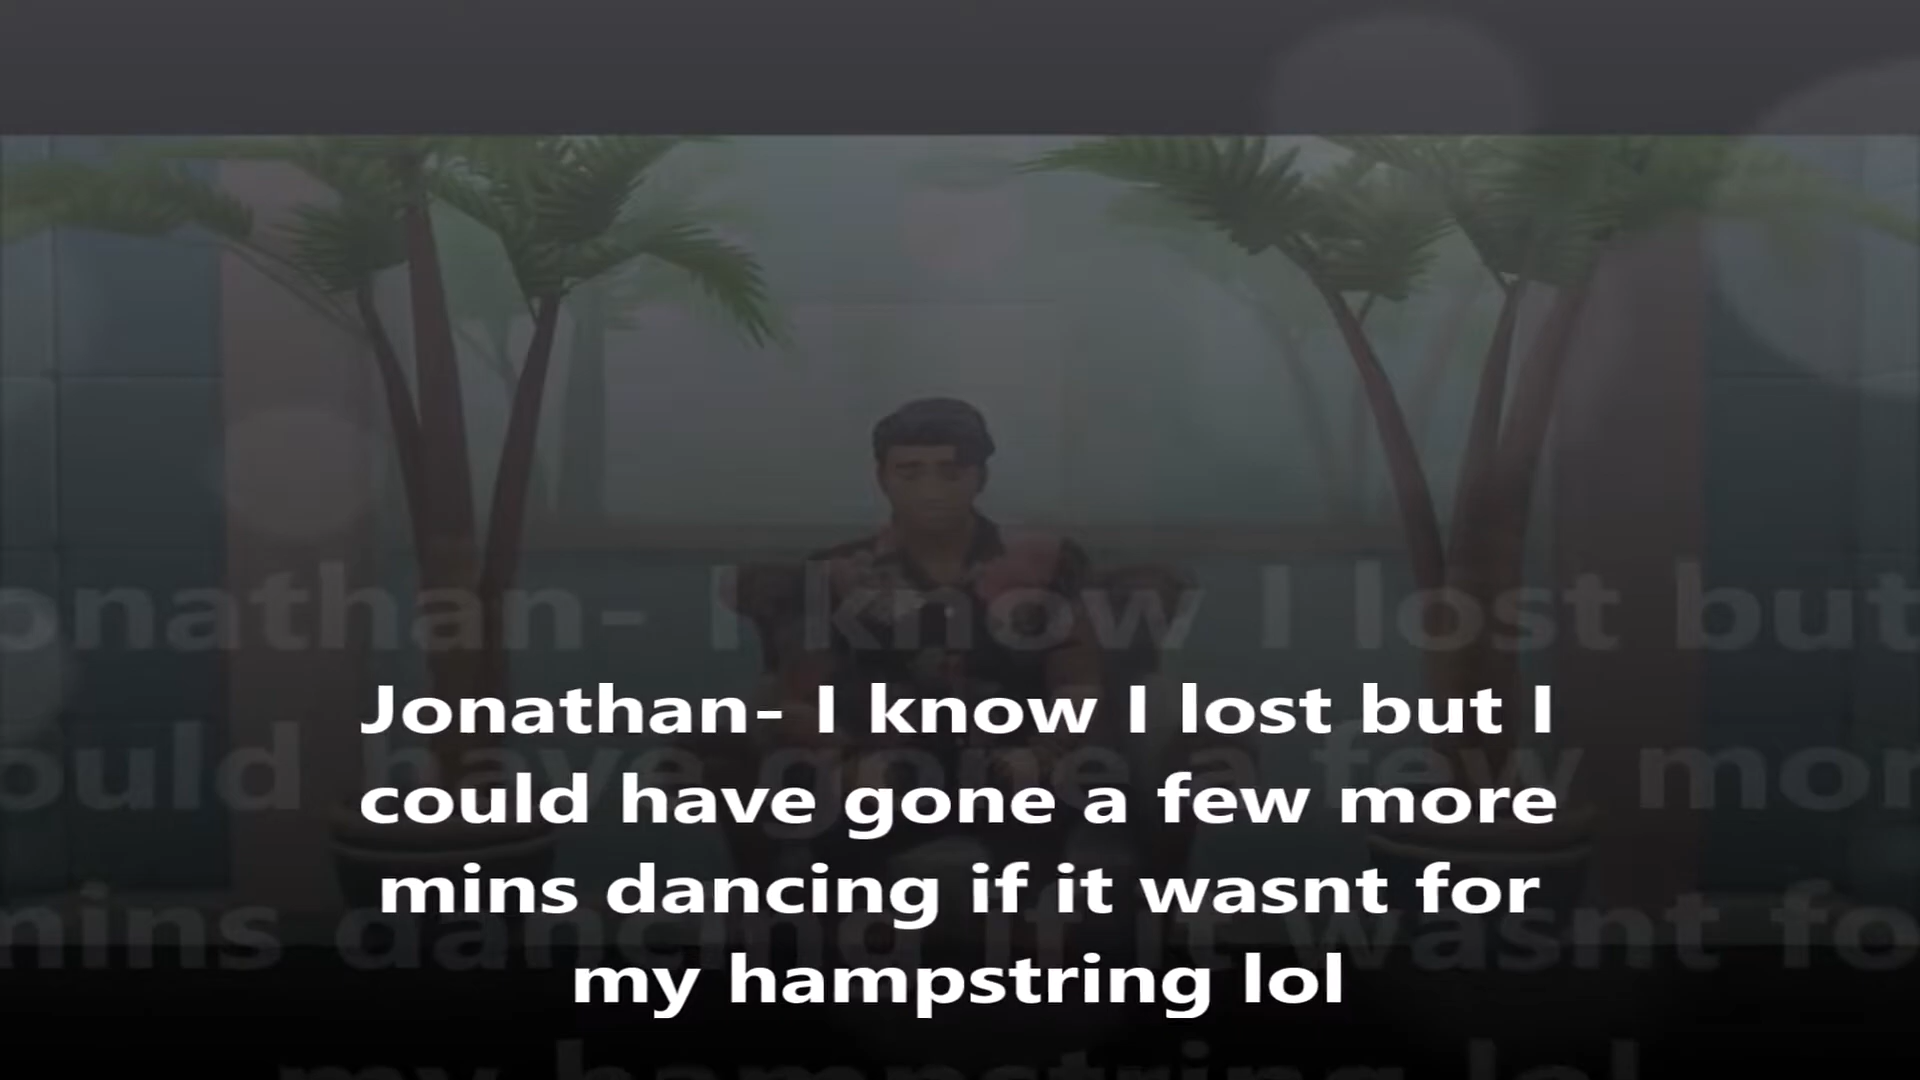 Jonathan- I know I lost but I
could have gone a few more
mins dancing if it wasnt for
my hampstring lol